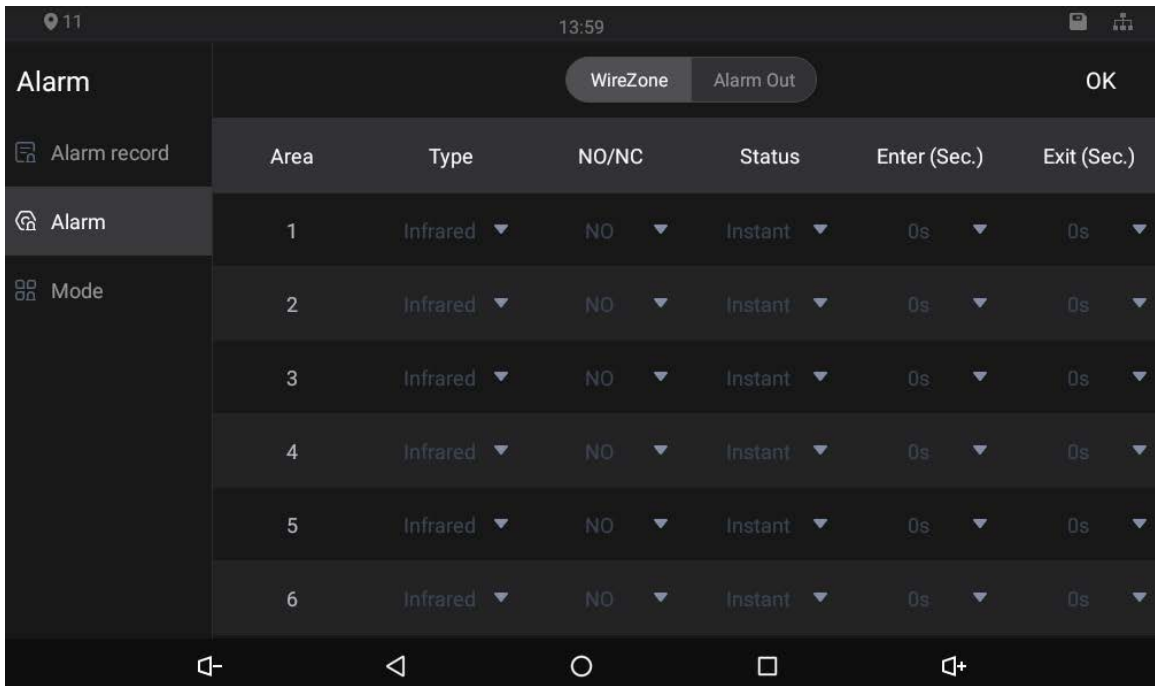 11 13:59
Alarm WireZone Alarm Out OK
Alarm record Area Type NO/NC Status Enter (Sec.) Exit (Sec.)
Alarm 1 Infrared NO Instant 0s 0s
Mode 2 Infrared NO Instant 0s 0s
3 Infrared NO Instant 0s 0s
4 Infrared NO Instant 0s 0s
5 Infrared NO Instant 0s 0s
6 Infrared NO Instant 0s 0s